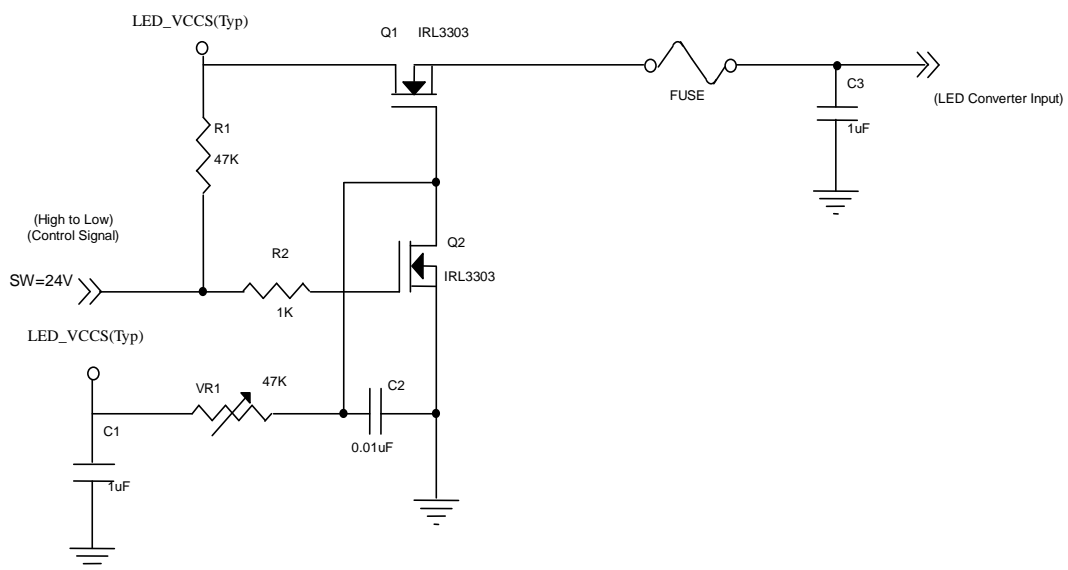 LED_VCCS(Typ)
Q1 IRL3303
FUSE
C3
(LED Converter Input)
1uF
R1
47K
(High to Low)
(Control Signal)
SW=24V
R2
1K
Q2
IRL3303
LED_VCCS(Typ)
VR1
47K
C2
0.01uF
C1
1uF